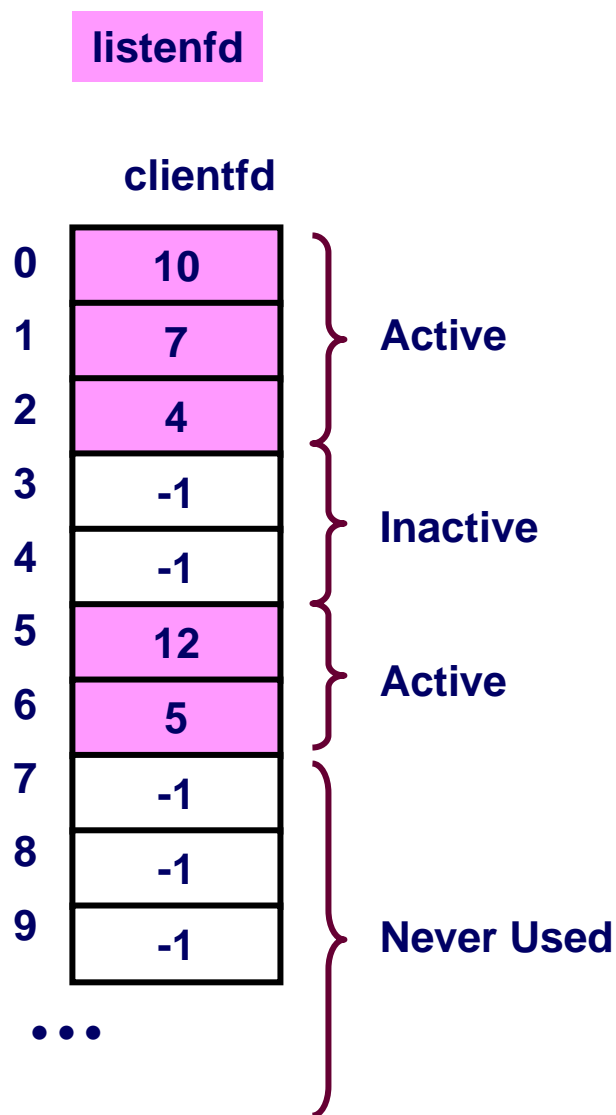 listenfd
clientfd
0 10
1 7
2 4
Active
3 -1
4 -1
Inactive
5 12
6 5
Active
7 -1
8 -1
9 -1
Never Used
•••